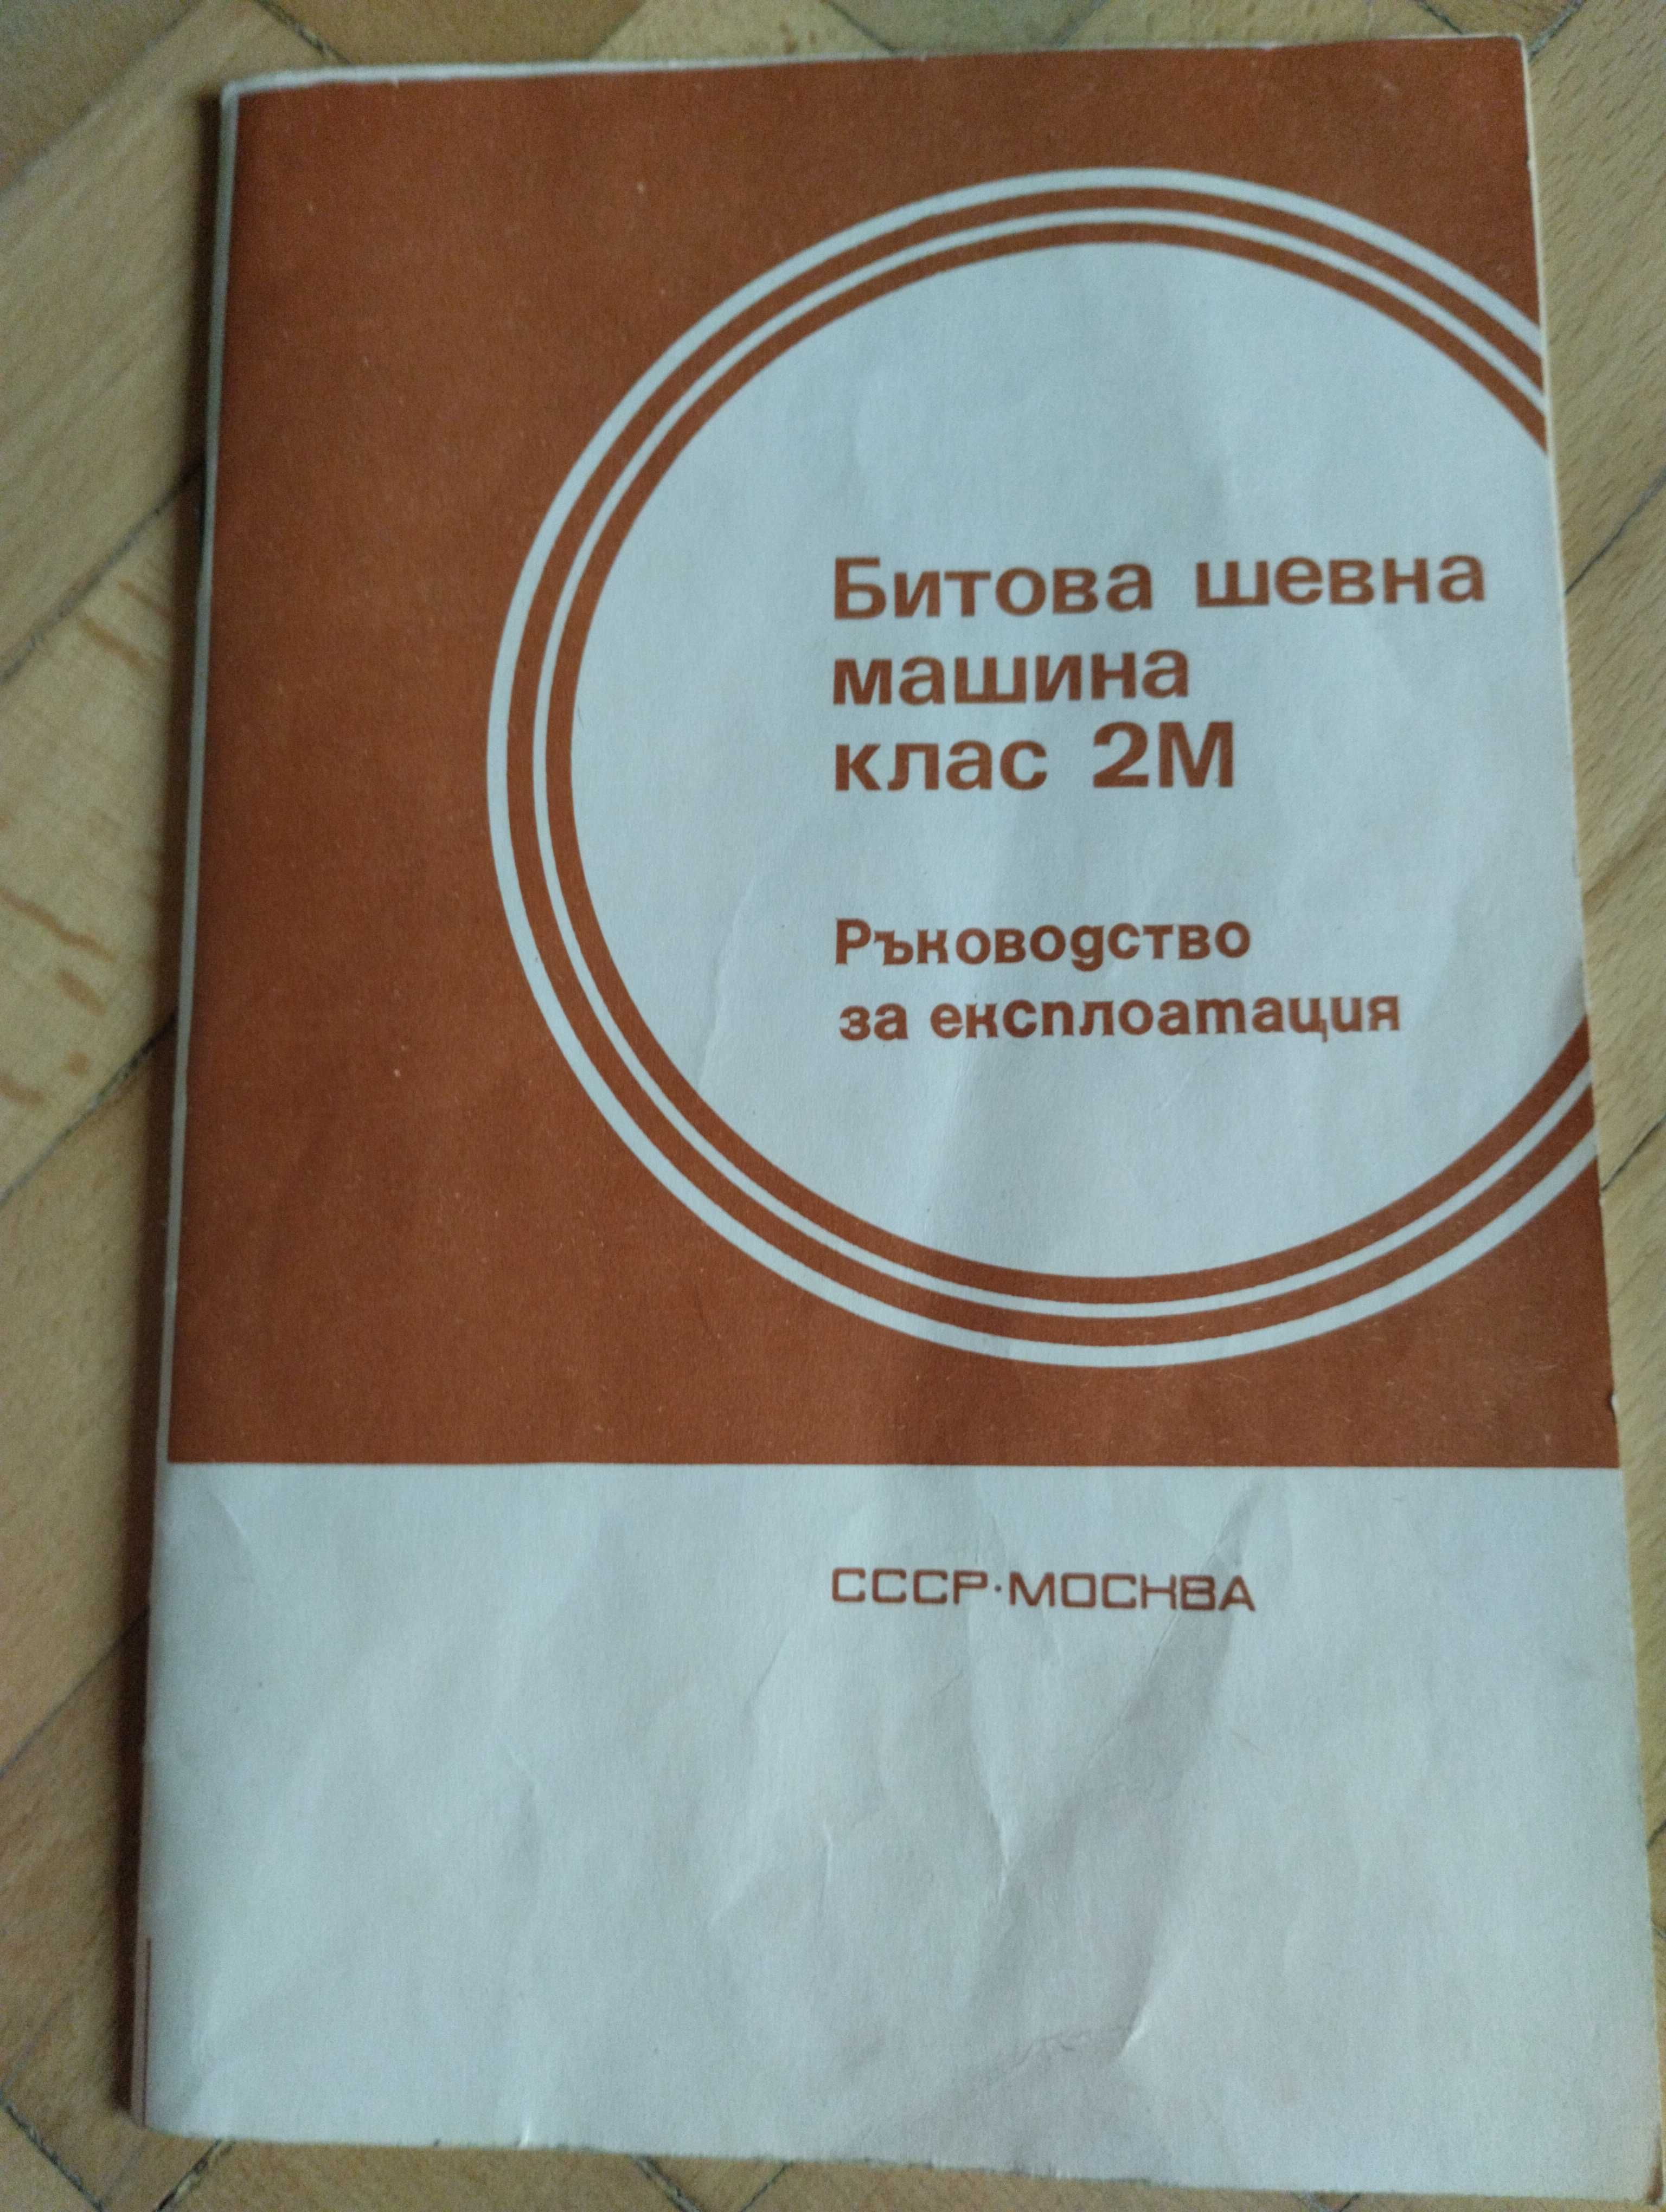 Битова шевна
машина
клас 2М
Ръководство
за експлоатация
СССР·МОСКВА